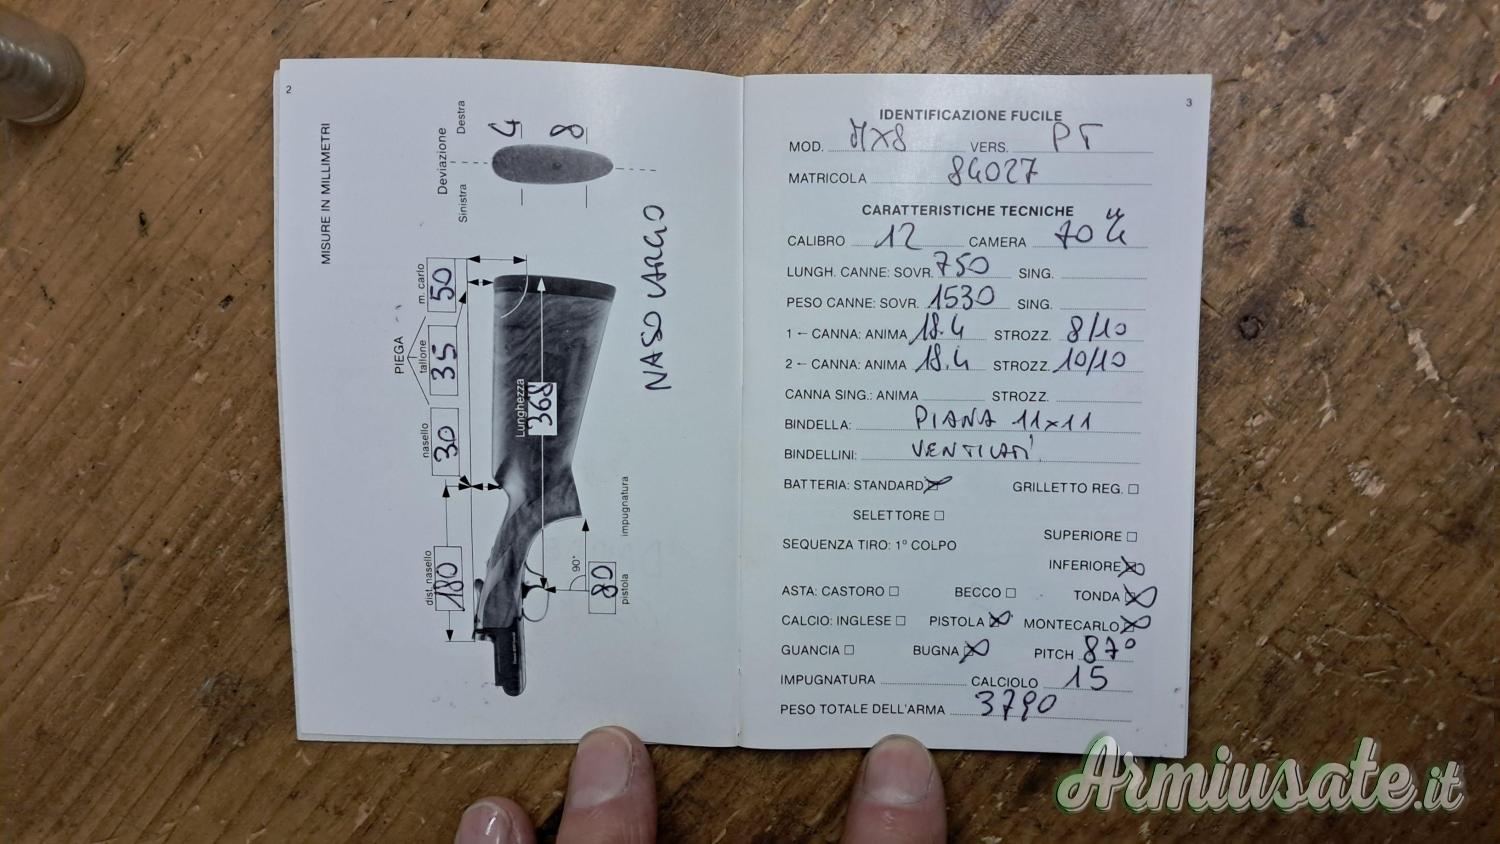 2
MISURE IN MILLIMETRI
Deviazione
Destra
Sinistra
4
8
PIEGA
m. carlo
50
tallone
35
nasello
30
dist. nasello
180
Lunghezza
368
90°
80
pistola
impugnatura
NASO LARGO
3
IDENTIFICAZIONE FUCILE
MOD. MX8 VERS. PT
MATRICOLA 84027
CARATTERISTICHE TECNICHE
CALIBRO 12 CAMERA 70
LUNGH. CANNE: SOVR. 750 SING.
PESO CANNE: SOVR. 1530 SING.
1 – CANNA: ANIMA 18.4 STROZZ. 8/10
2 – CANNA: ANIMA 18.4 STROZZ. 10/10
CANNA SING.: ANIMA STROZZ.
BINDELLA: PIANA 11x11
BINDELLINI: VENTILATI
BATTERIA: STANDARD GRILLETTO REG.
SELETTORE
SUPERIORE
SEQUENZA TIRO: 1° COLPO
INFERIORE
ASTA: CASTORO BECCO TONDA
CALCIO: INGLESE PISTOLA MONTECARLO
GUANCIA BUGNA PITCH 87°
IMPUGNATURA CALCIOLO 15
PESO TOTALE DELL'ARMA 3790
Armiusate.it